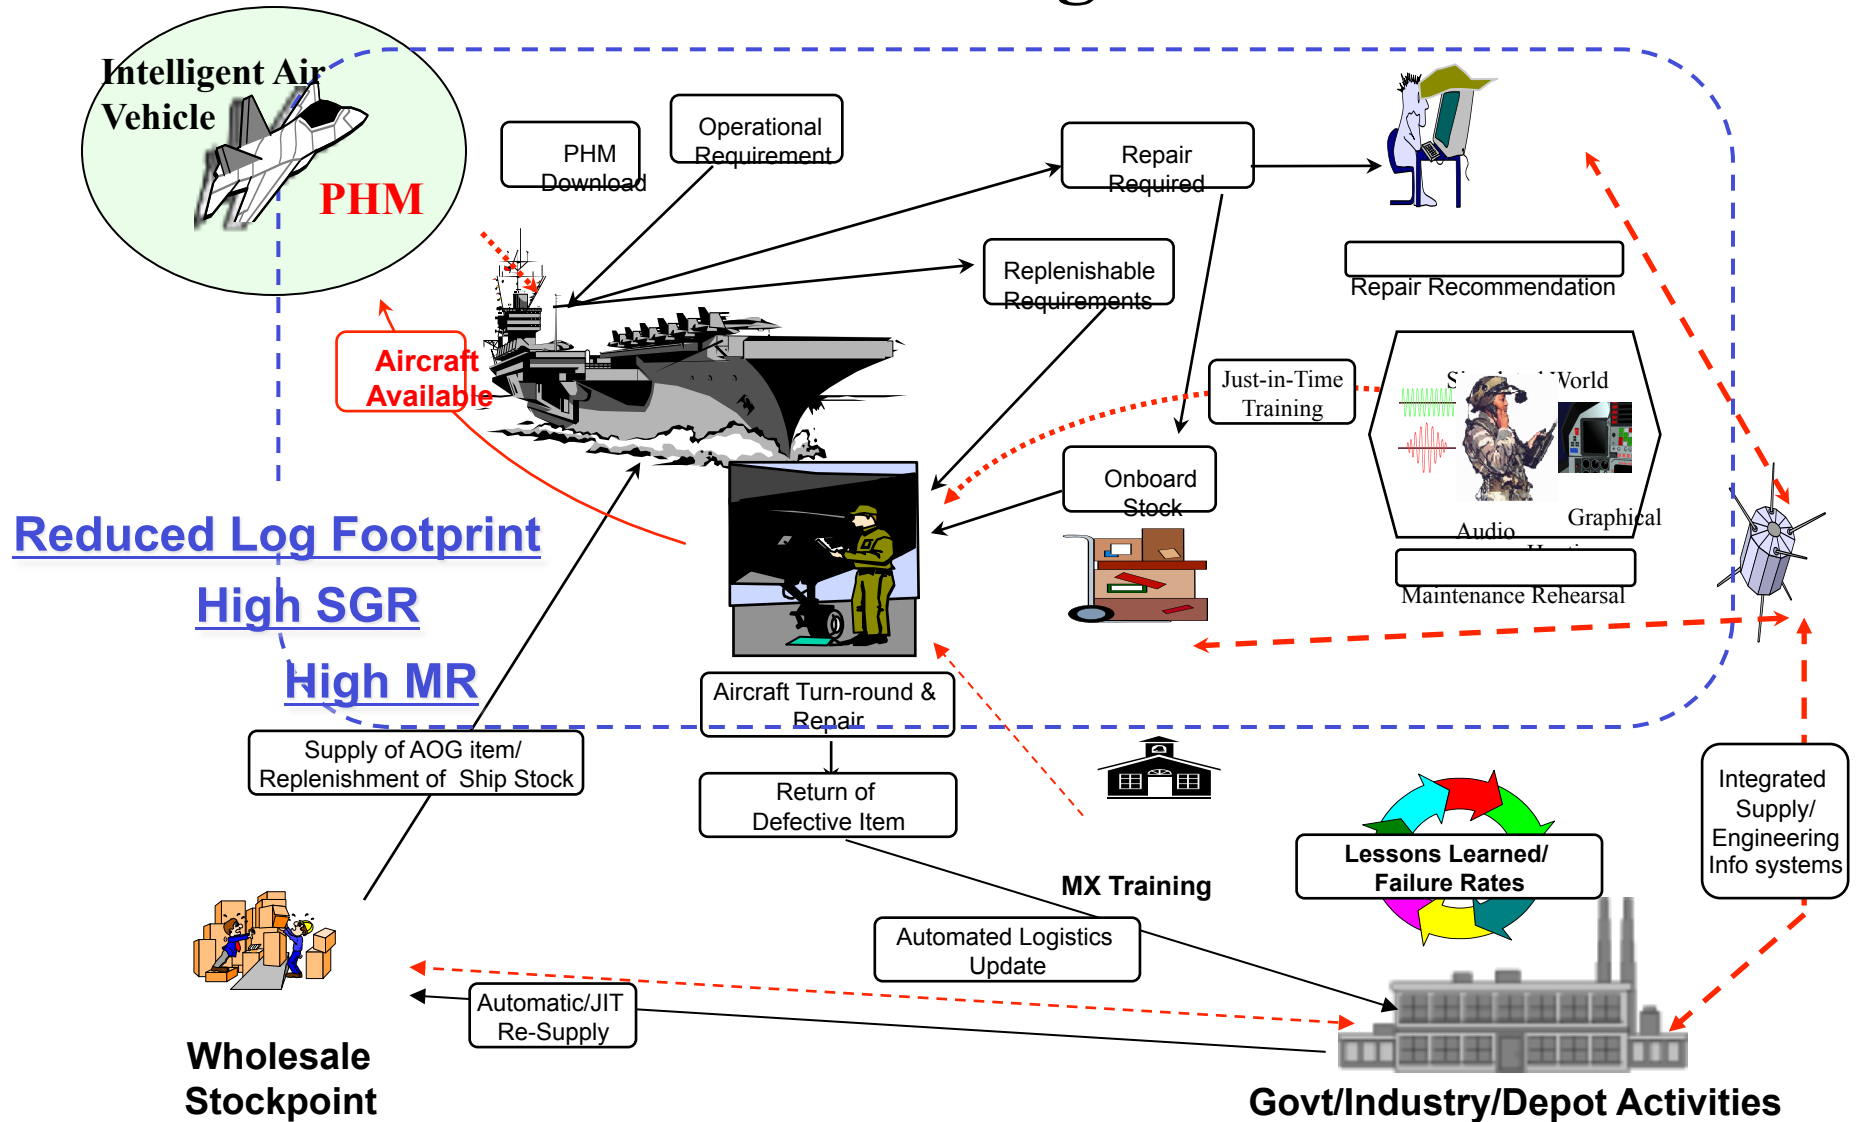 Intelligent Air
Vehicle
PHM
PHM
Download
Operational
Requirement
Repair
Required
Replenishable
Requirements
Repair Recommendation
Aircraft
Available
Just-in-Time
Training
World
Audio
Graphical
Maintenance Rehearsal
Onboard
Stock
Reduced Log Footprint
High SGR
High MR
Aircraft Turn-round &
Repair
Supply of AOG item/
Replenishment of Ship Stock
Return of
Defective Item
Integrated
Supply/
Engineering
Info systems
Lessons Learned/
Failure Rates
MX Training
Automated Logistics
Update
Automatic/JIT
Re-Supply
Wholesale
Stockpoint
Govt/Industry/Depot Activities